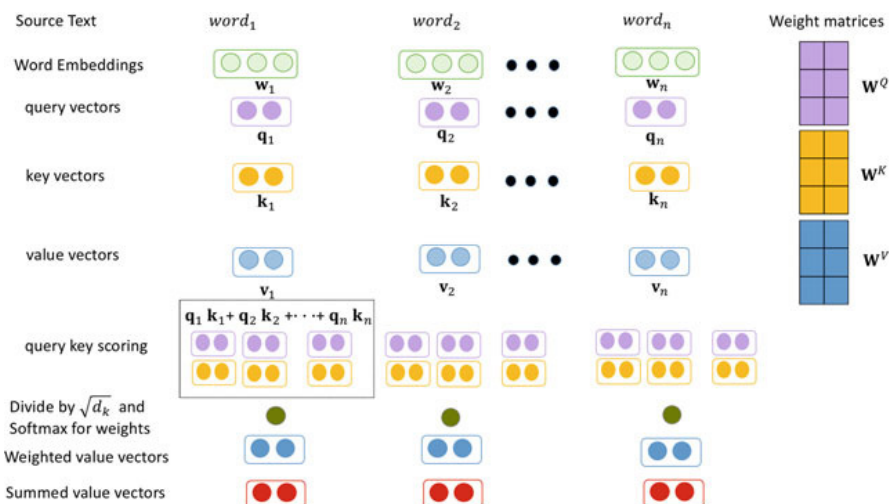 Source Text word₁ word₂ wordₙ Weight matrices
Word Embeddings
w₁ w₂ wₙ
W^Q
query vectors
q₁ q₂ qₙ
key vectors
W^K
k₁ k₂ kₙ
value vectors
W^V
v₁ v₂ vₙ
q₁ k₁+ q₂ k₂ +···+ qₙ kₙ
query key scoring
Divide by √dₖ and
Softmax for weights
Weighted value vectors
Summed value vectors